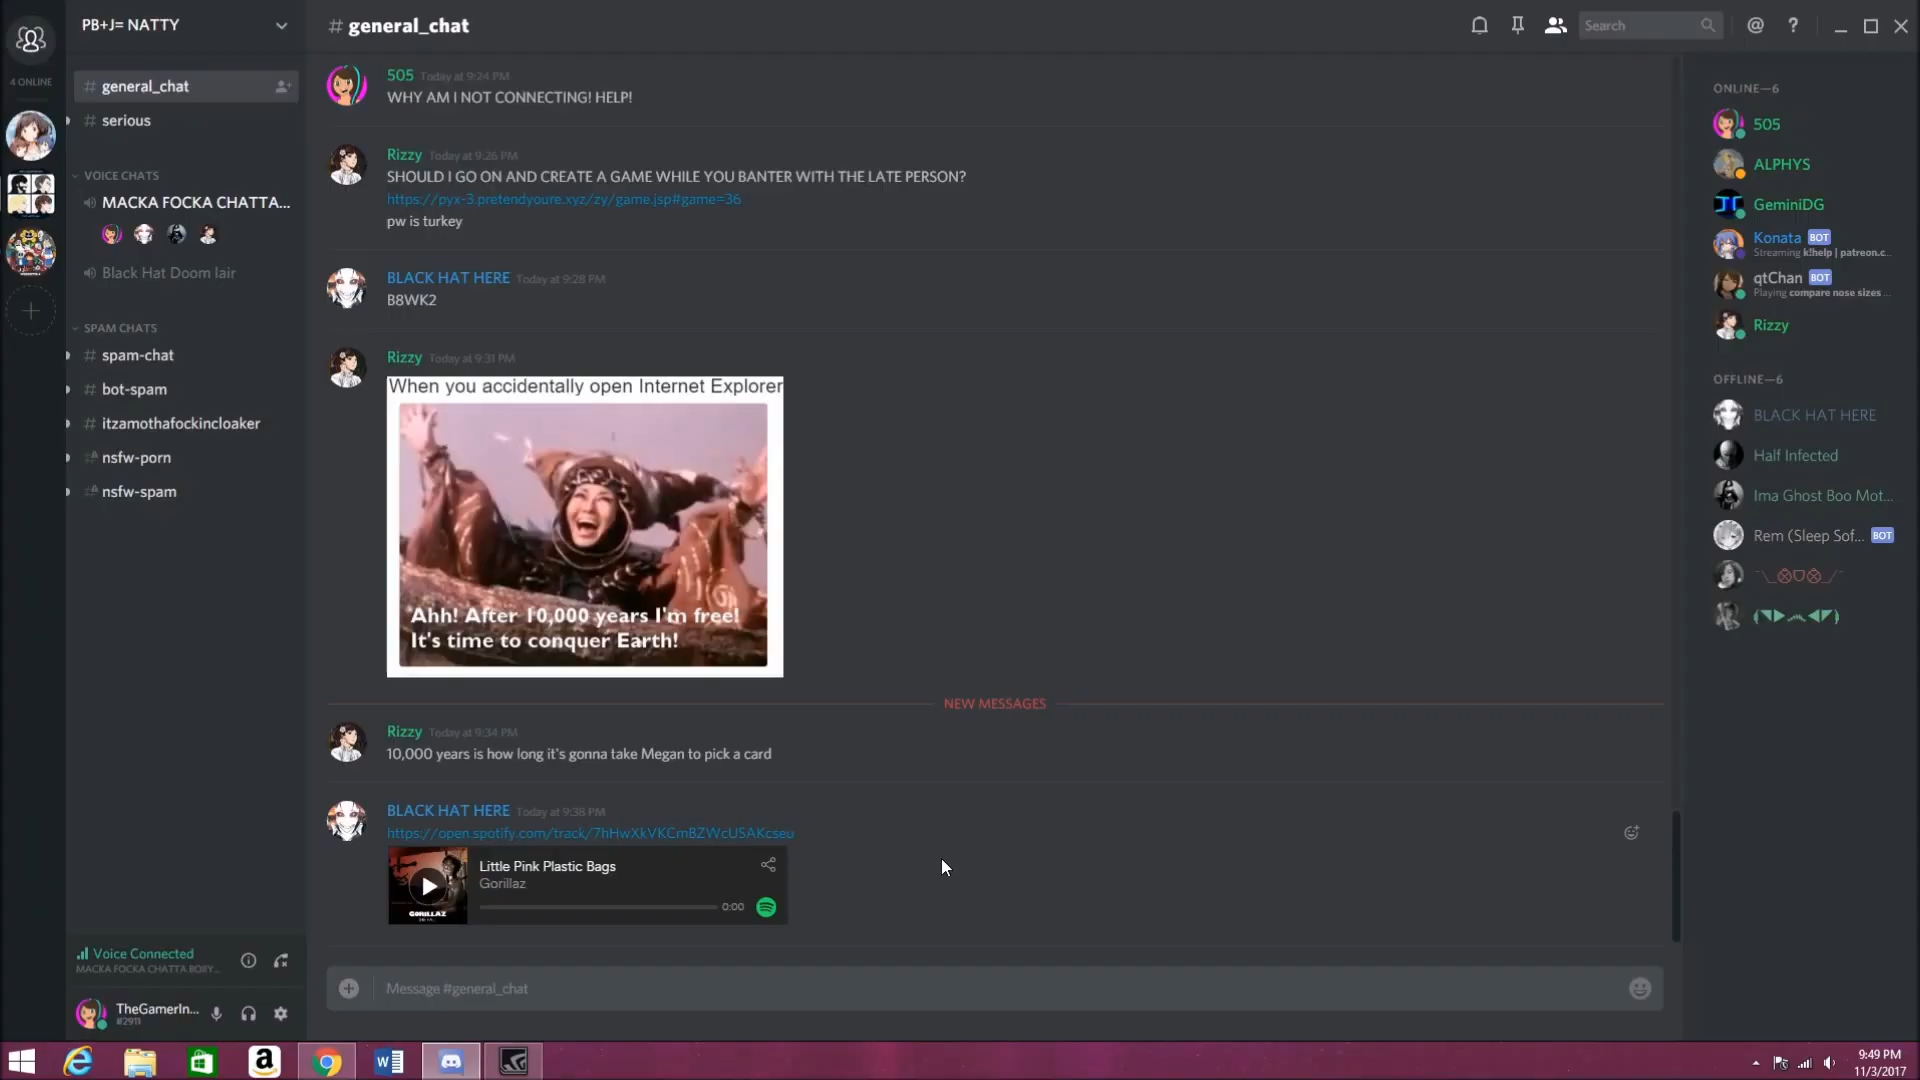 PB+J= NATTY
# general_chat
Search
4 ONLINE
# general_chat
# serious
VOICE CHATS
MACKA FOCKA CHATTA...
Black Hat Doom lair
SPAM CHATS
# spam-chat
# bot-spam
# itzamothafockincloaker
nsfw-porn
nsfw-spam
Voice Connected
TheGamerIn...
#2911
505 Today at 9:24 PM
WHY AM I NOT CONNECTING! HELP!
Rizzy Today at 9:26 PM
SHOULD I GO ON AND CREATE A GAME WHILE YOU BANTER WITH THE LATE PERSON?
https://pyx-3.pretendyoure.xyz/zy/game.jsp#game=36
pw is turkey
BLACK HAT HERE Today at 9:28 PM
B8WK2
Rizzy Today at 9:31 PM
When you accidentally open Internet Explorer
Ahh! After 10,000 years I'm free!
It's time to conquer Earth!
NEW MESSAGES
Rizzy Today at 9:34 PM
10,000 years is how long it's gonna take Megan to pick a card
BLACK HAT HERE Today at 9:38 PM
https://open.spotify.com/track/7hHwXkVKCmBZWcUSAKcseu
Little Pink Plastic Bags
Gorillaz
GORILLAZ
0:00
Message #general_chat
ONLINE—6
505
ALPHYS
GeminiDG
Konata BOT
Streaming k!help | patreon.c...
qtChan BOT
Playing compare nose sizes ...
Rizzy
OFFLINE—6
BLACK HAT HERE
Half Infected
Ima Ghost Boo Mot...
Rem (Sleep Sof... BOT
9:49 PM
11/3/2017